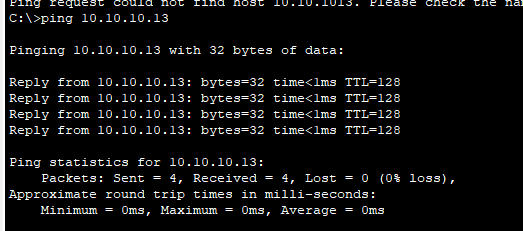 Ping request could not find host 10.10.1013. Please check the na
C:\>ping 10.10.10.13
Pinging 10.10.10.13 with 32 bytes of data:
Reply from 10.10.10.13: bytes=32 time<1ms TTL=128
Reply from 10.10.10.13: bytes=32 time<1ms TTL=128
Reply from 10.10.10.13: bytes=32 time<1ms TTL=128
Reply from 10.10.10.13: bytes=32 time<1ms TTL=128
Ping statistics for 10.10.10.13:
Packets: Sent = 4, Received = 4, Lost = 0 (0% loss),
Approximate round trip times in milli-seconds:
Minimum = 0ms, Maximum = 0ms, Average = 0ms